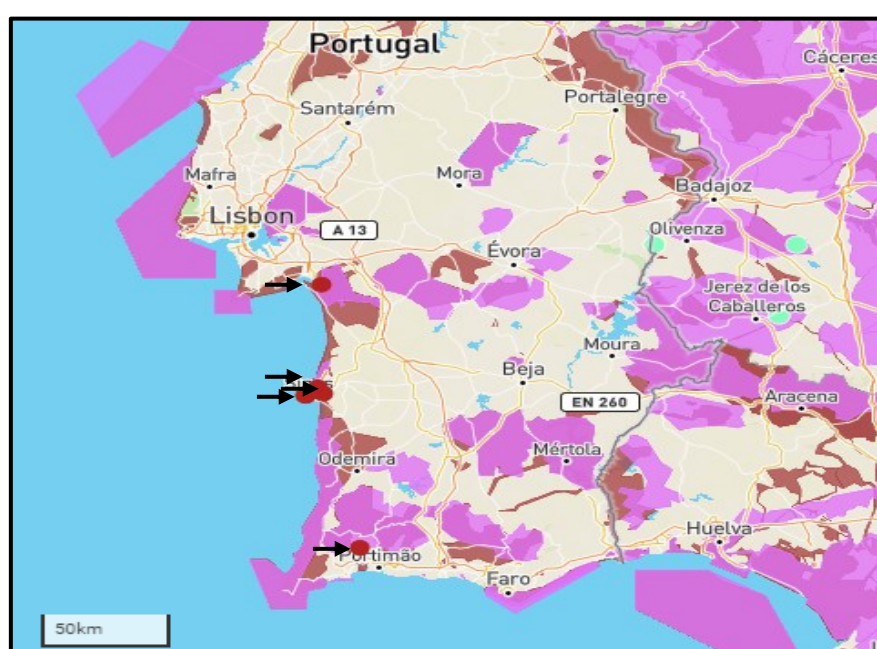 Portugal
Cáceres
Portalegre
Santarém
Mafra
Mora
Badajoz
Lisbon
A 13
Olivenza
Évora
Jerez de los
Caballeros
Moura
Beja
EN 260
Aracena
Mértola
Odemira
Huelva
Portimão
Faro
50km